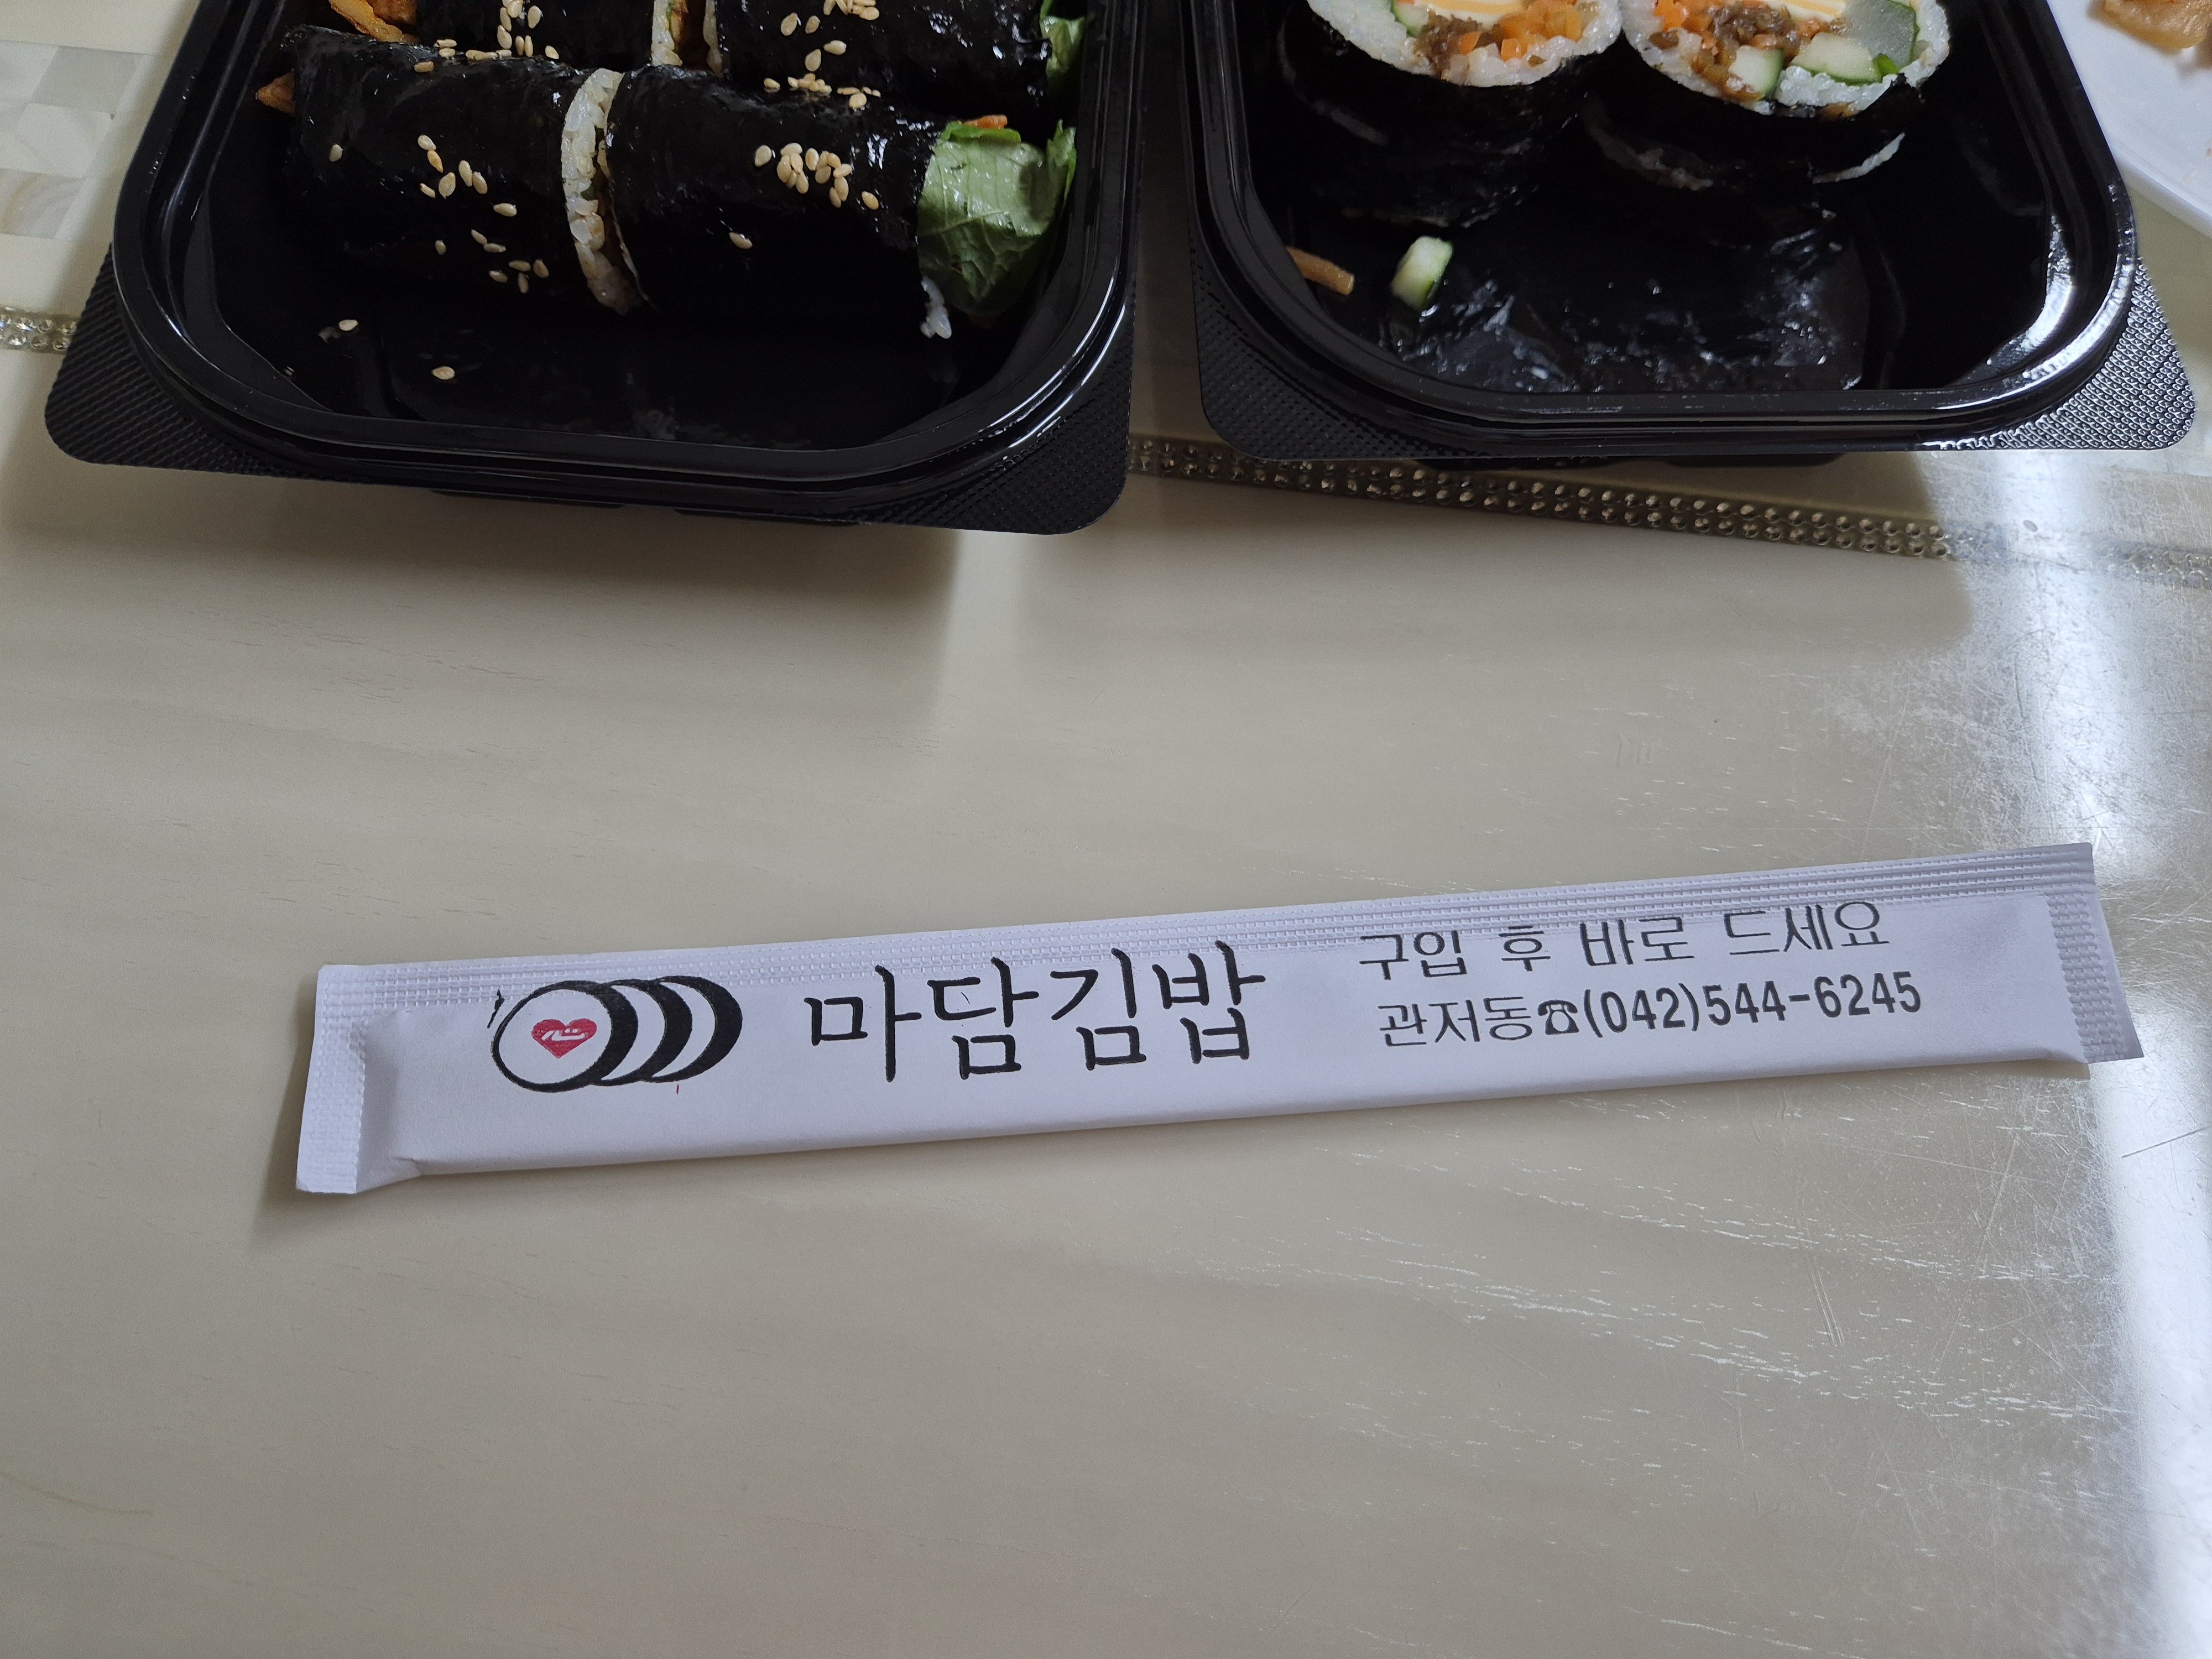 마담김밥
구입 후 바로 드세요
관저동☎(042)544-6245